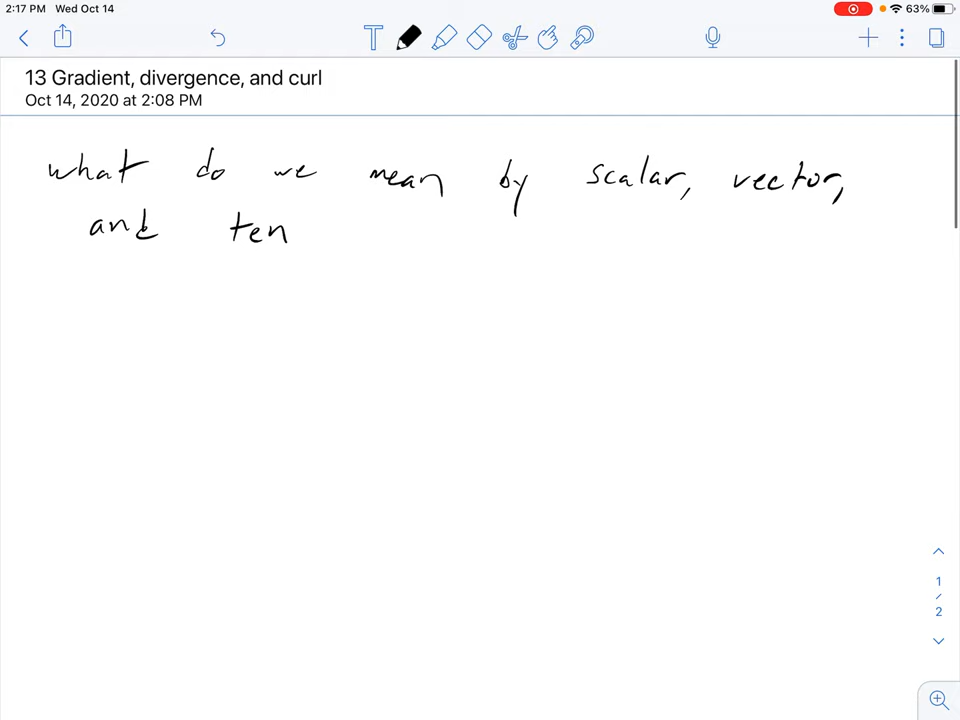 2:17 PM Wed Oct 14
63%
13 Gradient, divergence, and curl
Oct 14, 2020 at 2:08 PM
what do we mean by scalar, vector,
and ten
1
/
2